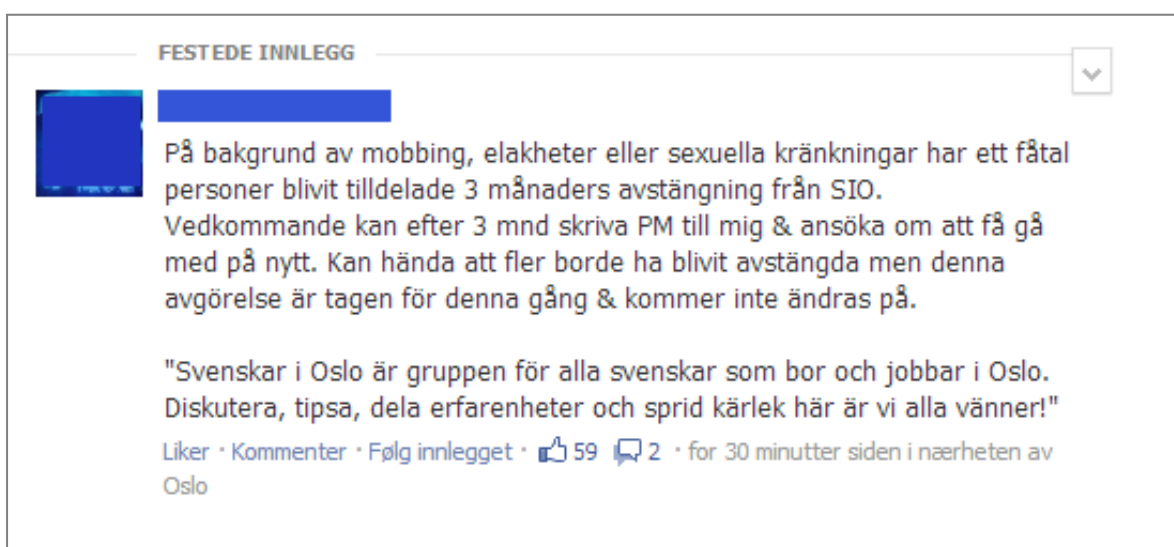 FESTEDE INNLEGG
På bakgrund av mobbing, elakheter eller sexuella kränkningar har ett fåtal
personer blivit tilldelade 3 månaders avstängning från SIO.
Vedkommande kan efter 3 mnd skriva PM till mig & ansöka om att få gå
med på nytt. Kan hända att fler borde ha blivit avstängda men denna
avgörelse är tagen för denna gång & kommer inte ändras på.
"Svenskar i Oslo är gruppen för alla svenskar som bor och jobbar i Oslo.
Diskutera, tipsa, dela erfarenheter och sprid kärlek här är vi alla vänner!"
Liker · Kommenter · Følg innlegget · 59 2 · for 30 minutter siden i nærheten av
Oslo